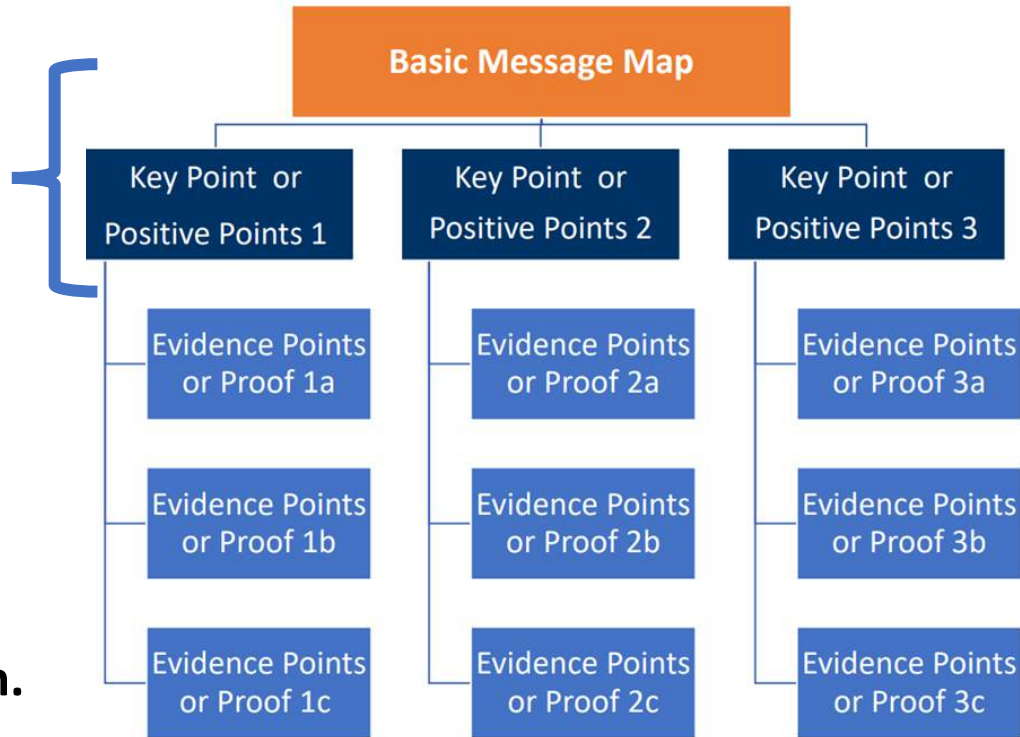 Basic Message Map
Key Point or
Positive Points 1
Key Point or
Positive Points 2
Key Point or
Positive Points 3
Evidence Points
or Proof 1a
Evidence Points
or Proof 2a
Evidence Points
or Proof 3a
Evidence Points
or Proof 1b
Evidence Points
or Proof 2b
Evidence Points
or Proof 3b
Evidence Points
or Proof 1c
Evidence Points
or Proof 2c
Evidence Points
or Proof 3c